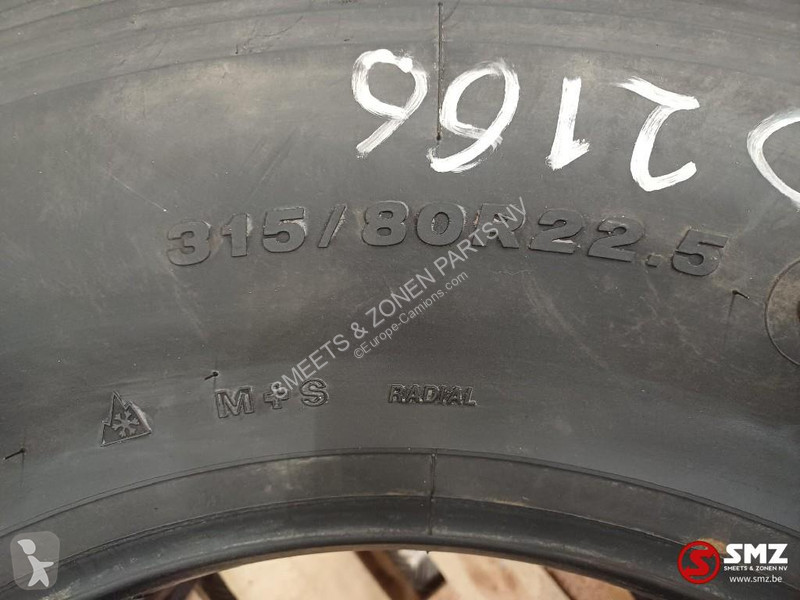 2166
315/80R22.5
SMEETS & ZONEN PARTS NV
©Europe-Camions.com
M+S RADIAL
SMZ
SMEETS & ZONEN NV
www.smz.be